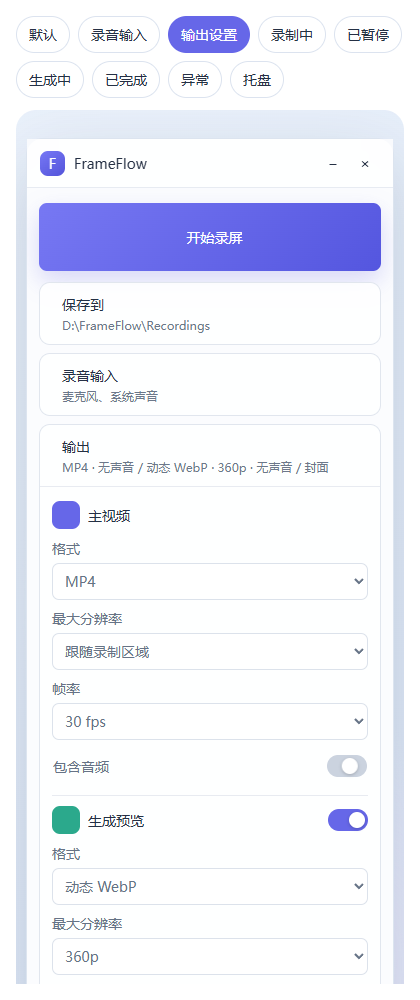 默认 录音输入 输出设置 录制中 已暂停
生成中 已完成 异常 托盘
F FrameFlow − ×
开始录屏
保存到
D:\FrameFlow\Recordings
录音输入
麦克风、系统声音
输出
MP4 · 无声音 / 动态 WebP · 360p · 无声音 / 封面
主视频
格式
MP4
最大分辨率
跟随录制区域
帧率
30 fps
包含音频
生成预览
格式
动态 WebP
最大分辨率
360p